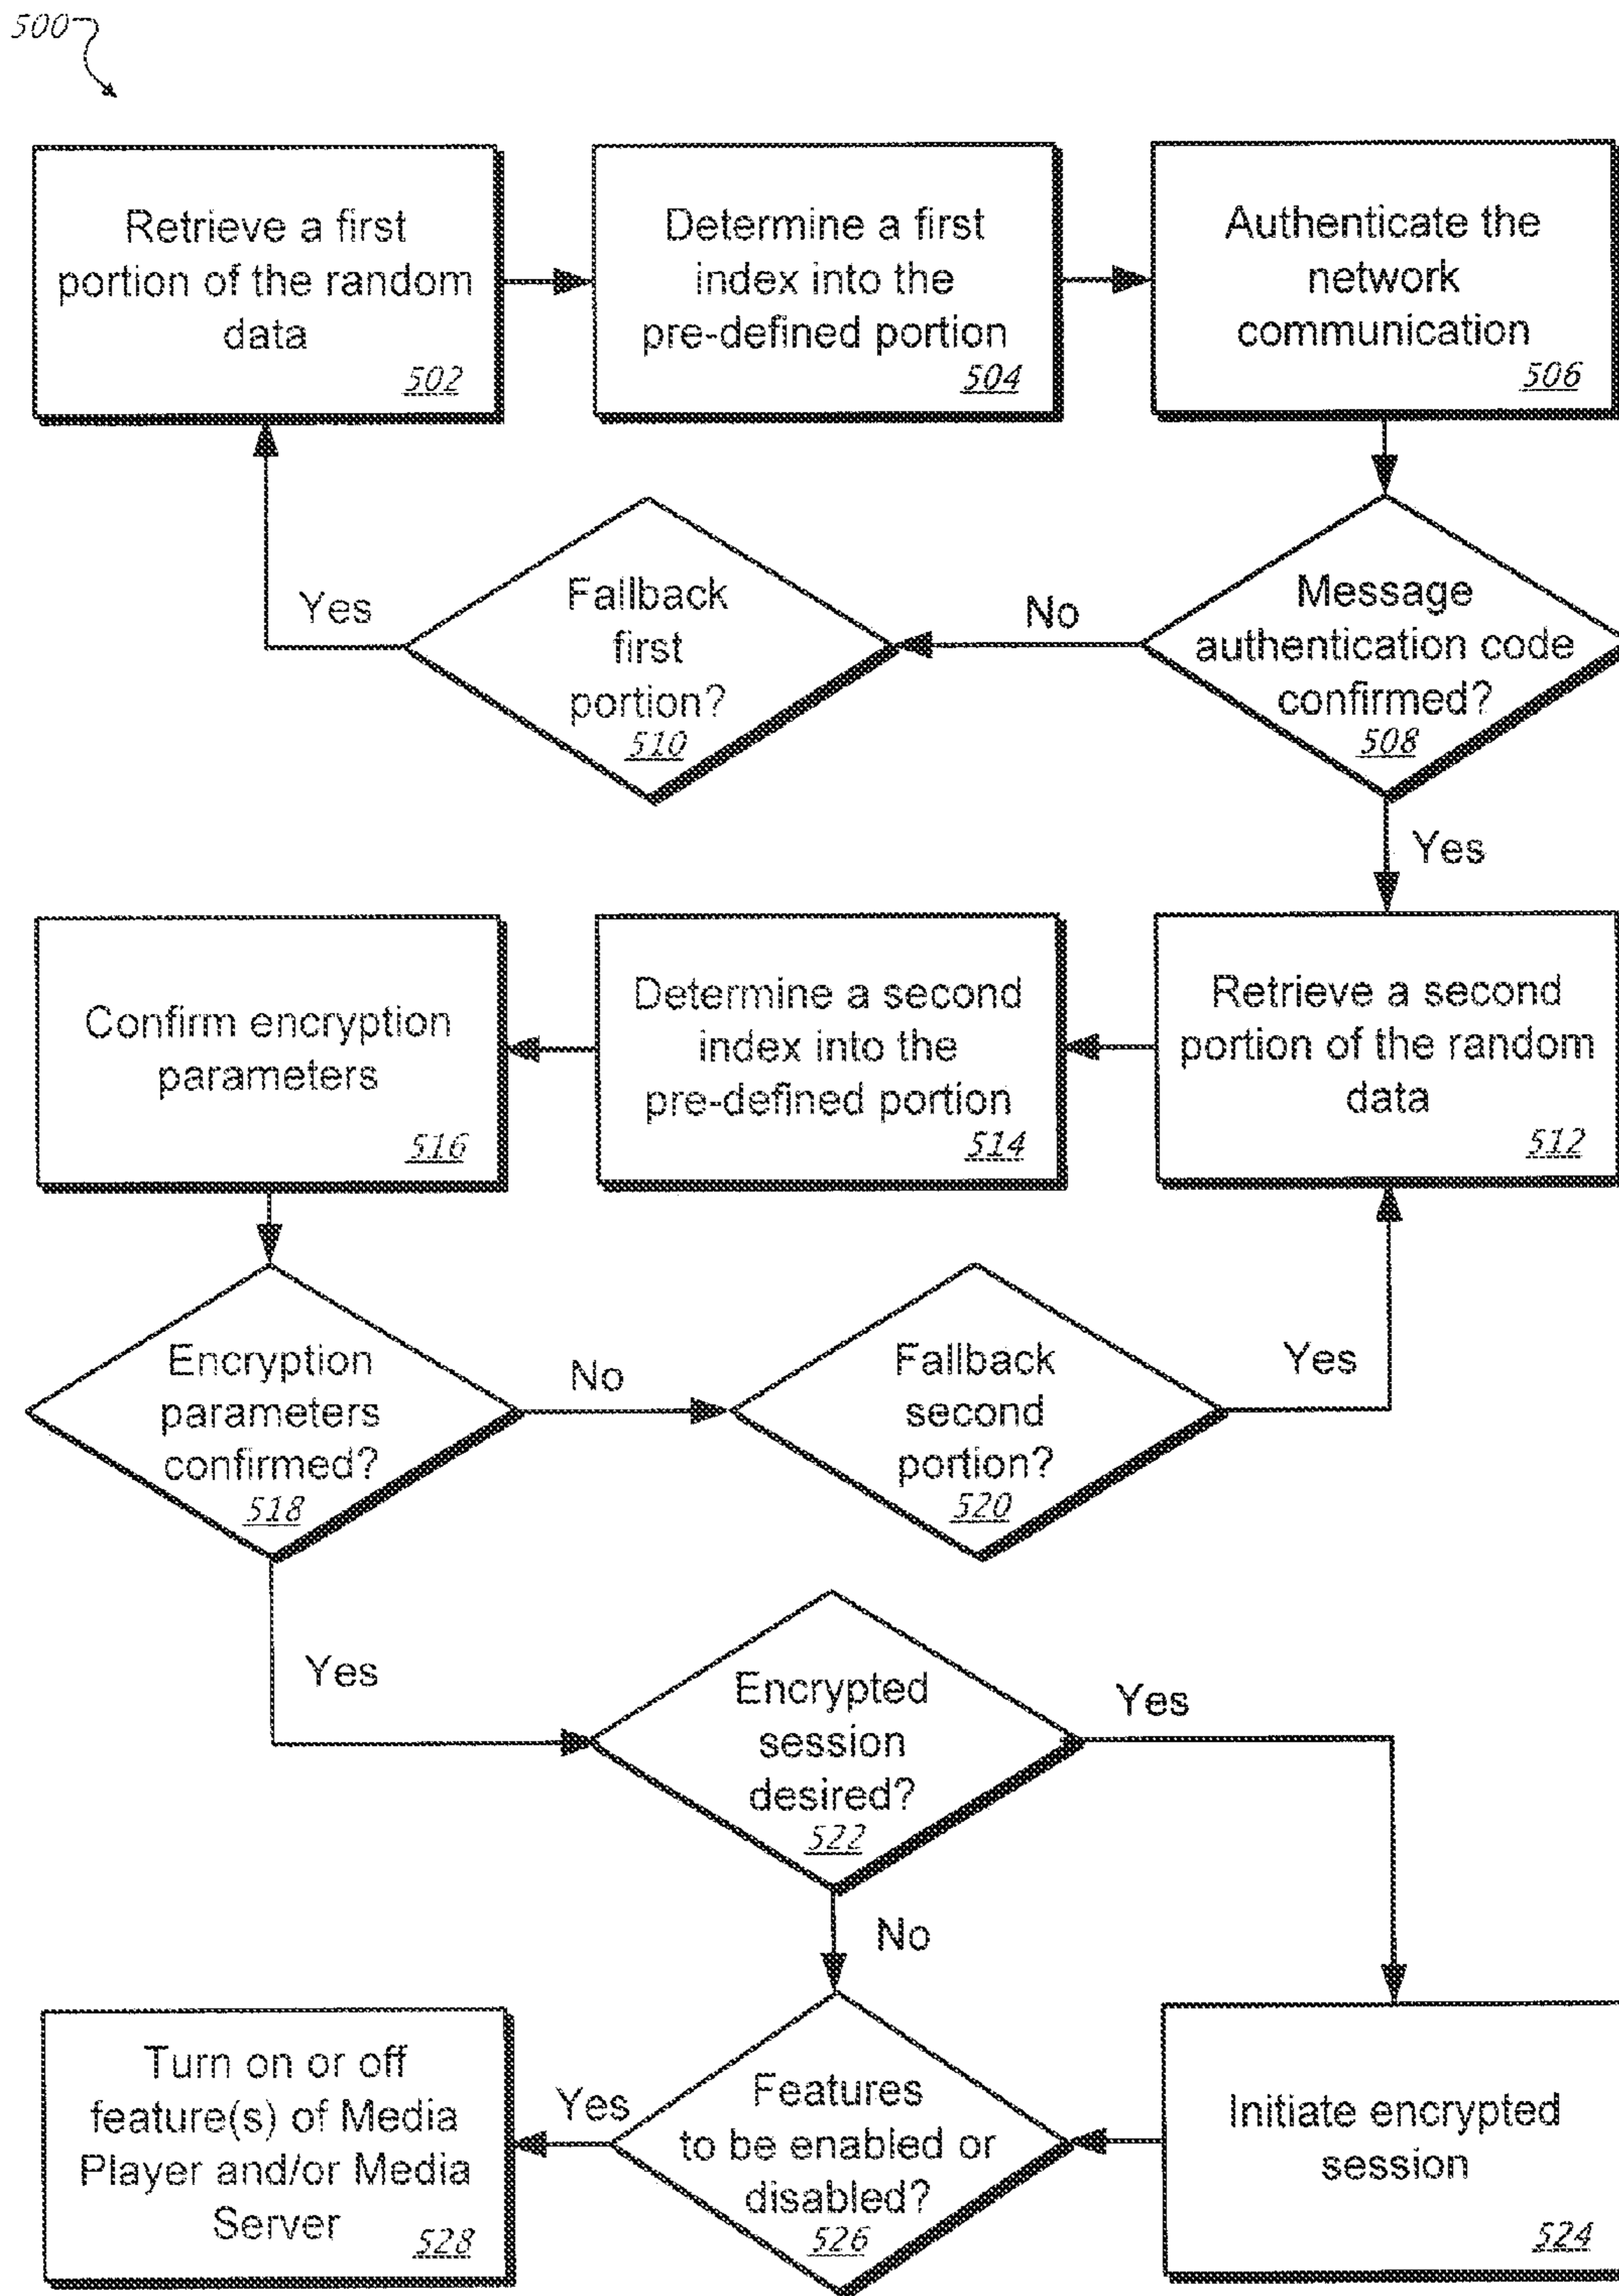 500
Retrieve a first
portion of the random
data
502
Determine a first
index into the
pre-defined portion
504
Authenticate the
network
communication
506
Yes
Fallback
first
portion?
510
No
Message
authentication code
confirmed?
508
Yes
Confirm encryption
parameters
516
Determine a second
index into the
pre-defined portion
514
Retrieve a second
portion of the random
data
512
Encryption
parameters
confirmed?
518
No
Fallback
second
portion?
520
Yes
Yes
Encrypted
session
desired?
522
Yes
No
Turn on or off
feature(s) of Media
Player and/or Media
Server
528
Yes
Features
to be enabled or
disabled?
526
Initiate encrypted
session
524